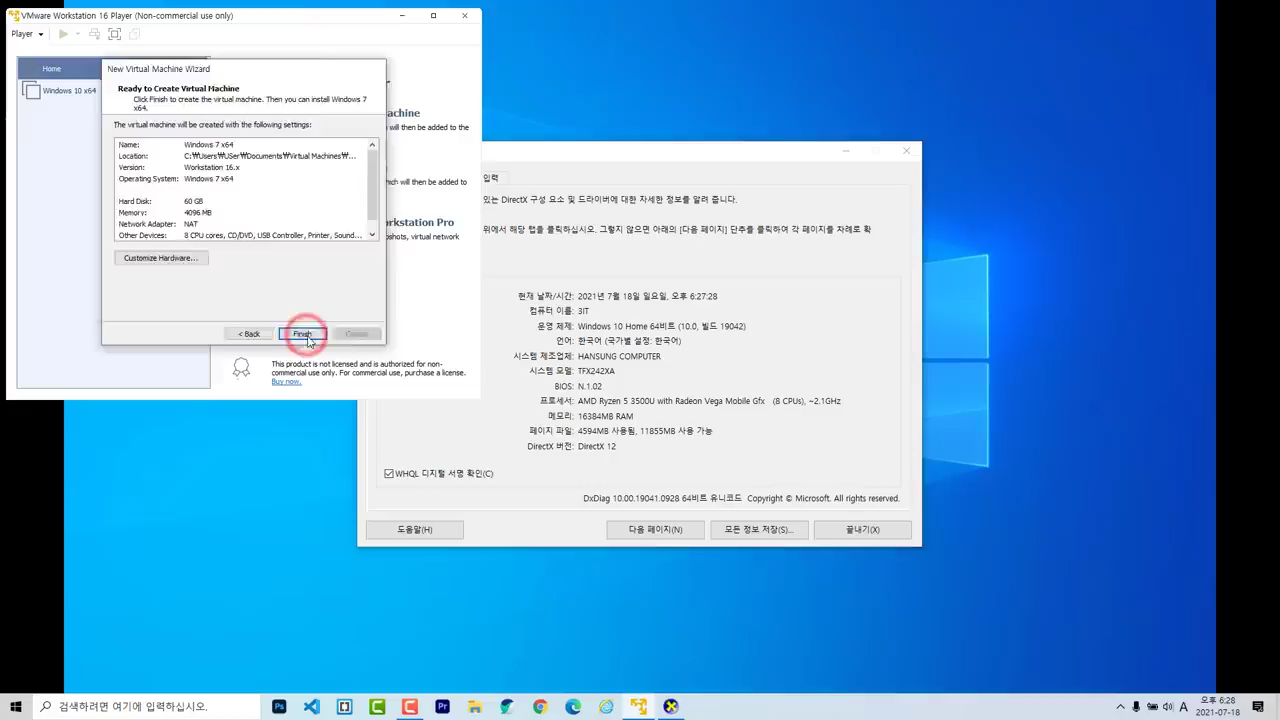 VMware Workstation 16 Player (Non-commercial use only)
Player
Home
Windows 10 x64
New Virtual Machine Wizard
Ready to Create Virtual Machine
Click Finish to create the virtual machine. Then you can install Windows 7
x64.
The virtual machine will be created with the following settings:
Name: Windows 7 x64
Location: C:₩Users₩USer₩Documents₩Virtual Machines₩...
Version: Workstation 16.x
Operating System: Windows 7 x64
Hard Disk: 60 GB
Memory: 4096 MB
Network Adapter: NAT
Other Devices: 8 CPU cores, CD/DVD, USB Controller, Printer, Sound...
Customize Hardware...
< Back
Finish
achine
will then be added to the
hich will then be added to
rkstation Pro
pshots, virtual network
This product is not licensed and is authorized for non-
commercial use only. For commercial use, purchase a license.
Buy now.
입력
있는 DirectX 구성 요소 및 드라이버에 대한 자세한 정보를 알려 줍니다.
위에서 해당 탭을 클릭하십시오. 그렇지 않으면 아래의 [다음 페이지] 단추를 클릭하여 각 페이지를 차례로 확
현재 날짜/시간: 2021년 7월 18일 일요일, 오후 6:27:28
컴퓨터 이름: 3IT
운영 체제: Windows 10 Home 64비트 (10.0, 빌드 19042)
언어: 한국어 (국가별 설정: 한국어)
시스템 제조업체: HANSUNG COMPUTER
시스템 모델: TFX242XA
BIOS: N.1.02
프로세서: AMD Ryzen 5 3500U with Radeon Vega Mobile Gfx (8 CPUs), ~2.1GHz
메모리: 16384MB RAM
페이지 파일: 4594MB 사용됨, 11855MB 사용 가능
DirectX 버전: DirectX 12
WHQL 디지털 서명 확인(C)
DxDiag 10.00.19041.0928 64비트 유니코드 Copyright © Microsoft. All rights reserved.
도움말(H)
다음 페이지(N)
모든 정보 저장(S)...
끝내기(X)
검색하려면 여기에 입력하십시오.
Ps
Pr
A
오후 6:28
2021-07-18